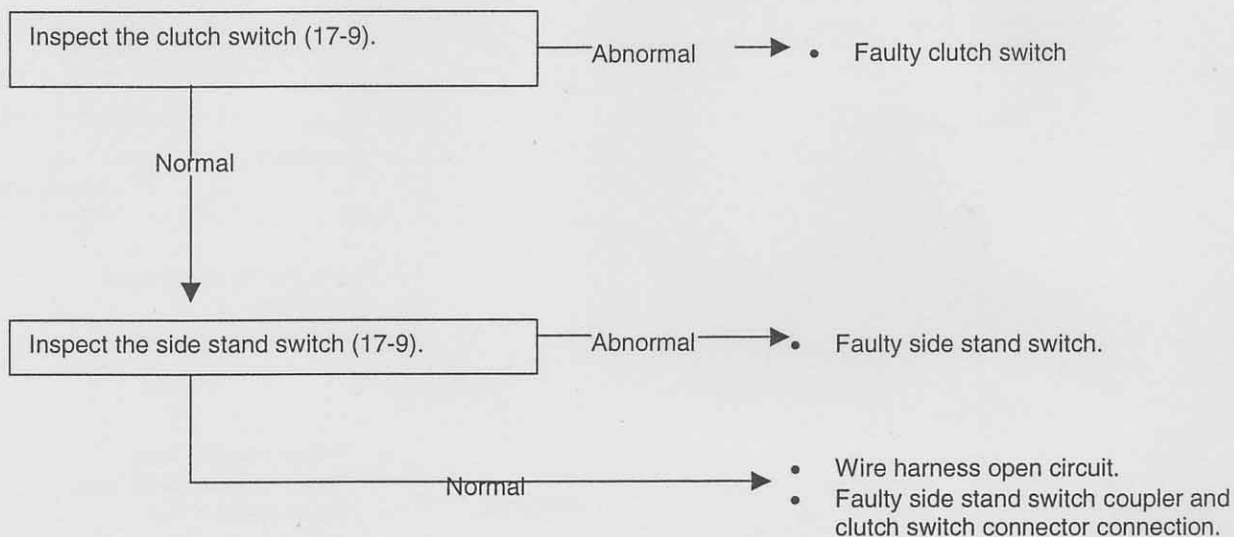 Inspect the clutch switch (17-9).
Abnormal
• Faulty clutch switch
Normal
Inspect the side stand switch (17-9).
Abnormal
• Faulty side stand switch.
Normal
• Wire harness open circuit.
• Faulty side stand switch coupler and
clutch switch connector connection.